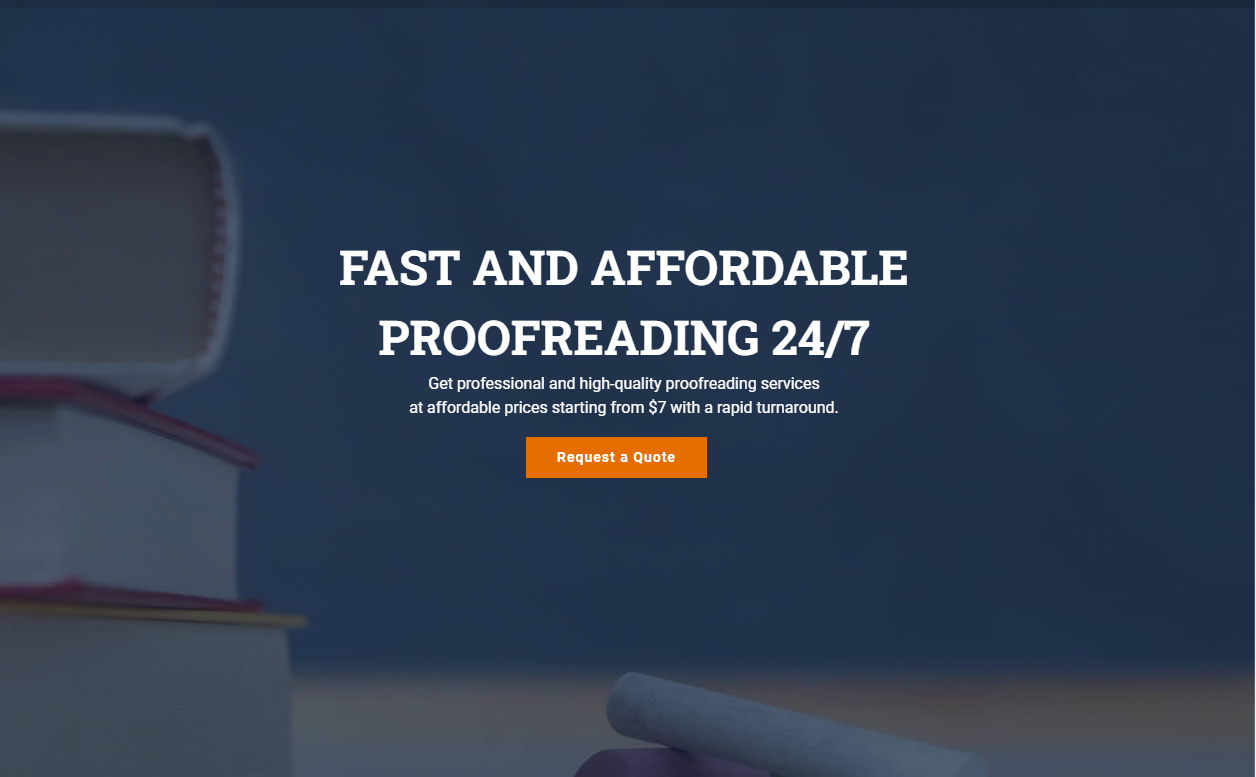 FAST AND AFFORDABLE
PROOFREADING 24/7
Get professional and high-quality proofreading services
at affordable prices starting from $7 with a rapid turnaround.
Request a Quote